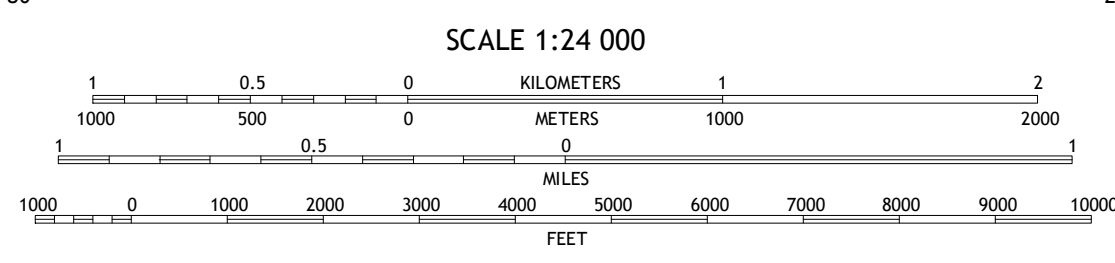 SCALE 1:24 000
1 0.5 0 KILOMETERS 1 2
1000 500 0 METERS 1000 2000
1 0.5 0 1
MILES
1000 0 1000 2000 3000 4000 5000 6000 7000 8000 9000 10000
FEET